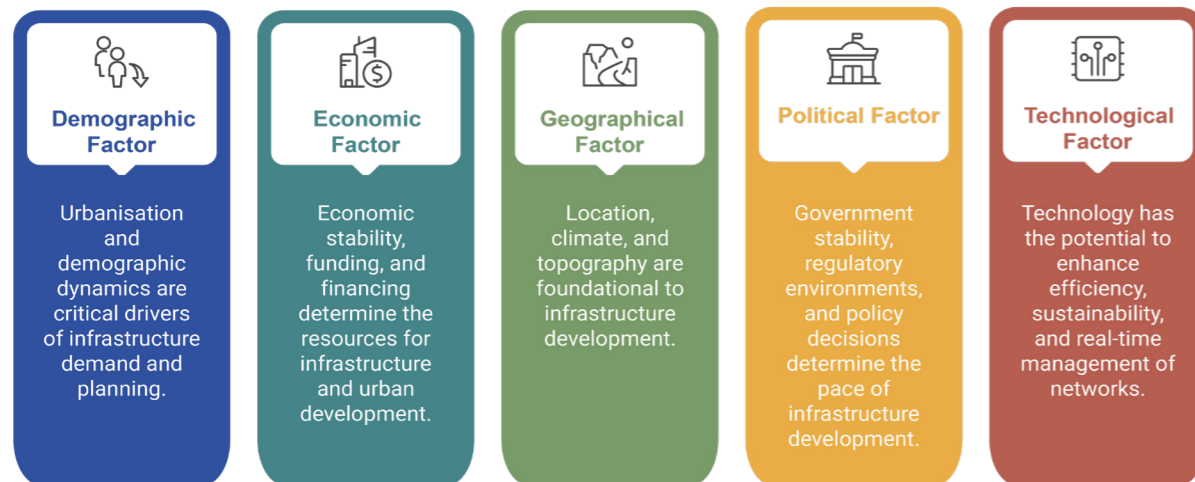 Demographic
Factor
Urbanisation
and
demographic
dynamics are
critical drivers
of infrastructure
demand and
planning.
Economic
Factor
Economic
stability,
funding, and
financing
determine the
resources for
infrastructure
and urban
development.
Geographical
Factor
Location,
climate, and
topography are
foundational to
infrastructure
development.
Political Factor
Government
stability,
regulatory
environments,
and policy
decisions
determine the
pace of
infrastructure
development.
Technological
Factor
Technology has
the potential to
enhance
efficiency,
sustainability,
and real-time
management of
networks.